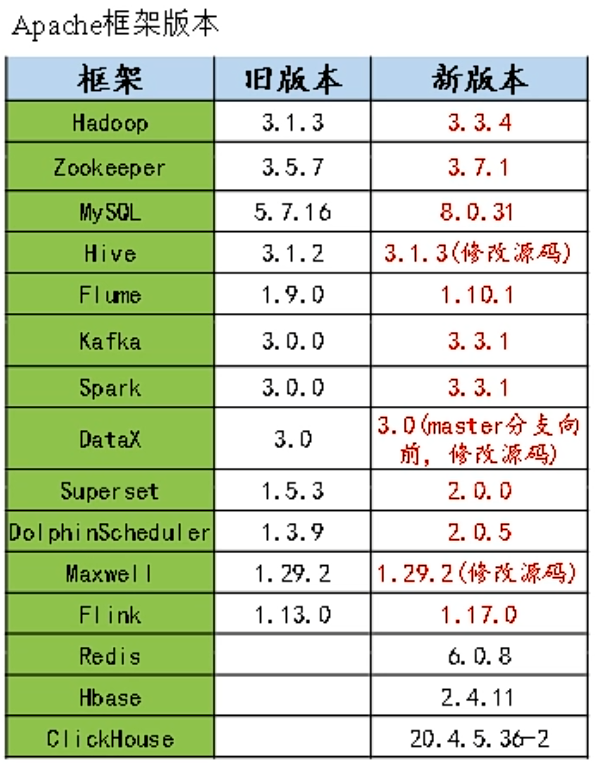 Apache框架版本
框架 旧版本 新版本
Hadoop 3.1.3 3.3.4
Zookeeper 3.5.7 3.7.1
MySQL 5.7.16 8.0.31
Hive 3.1.2 3.1.3(修改源码)
Flume 1.9.0 1.10.1
Kafka 3.0.0 3.3.1
Spark 3.0.0 3.3.1
DataX 3.0 3.0(master分支向
前，修改源码)
Superset 1.5.3 2.0.0
DolphinScheduler 1.3.9 2.0.5
Maxwell 1.29.2 1.29.2(修改源码)
Flink 1.13.0 1.17.0
Redis 6.0.8
Hbase 2.4.11
ClickHouse 20.4.5.36-2